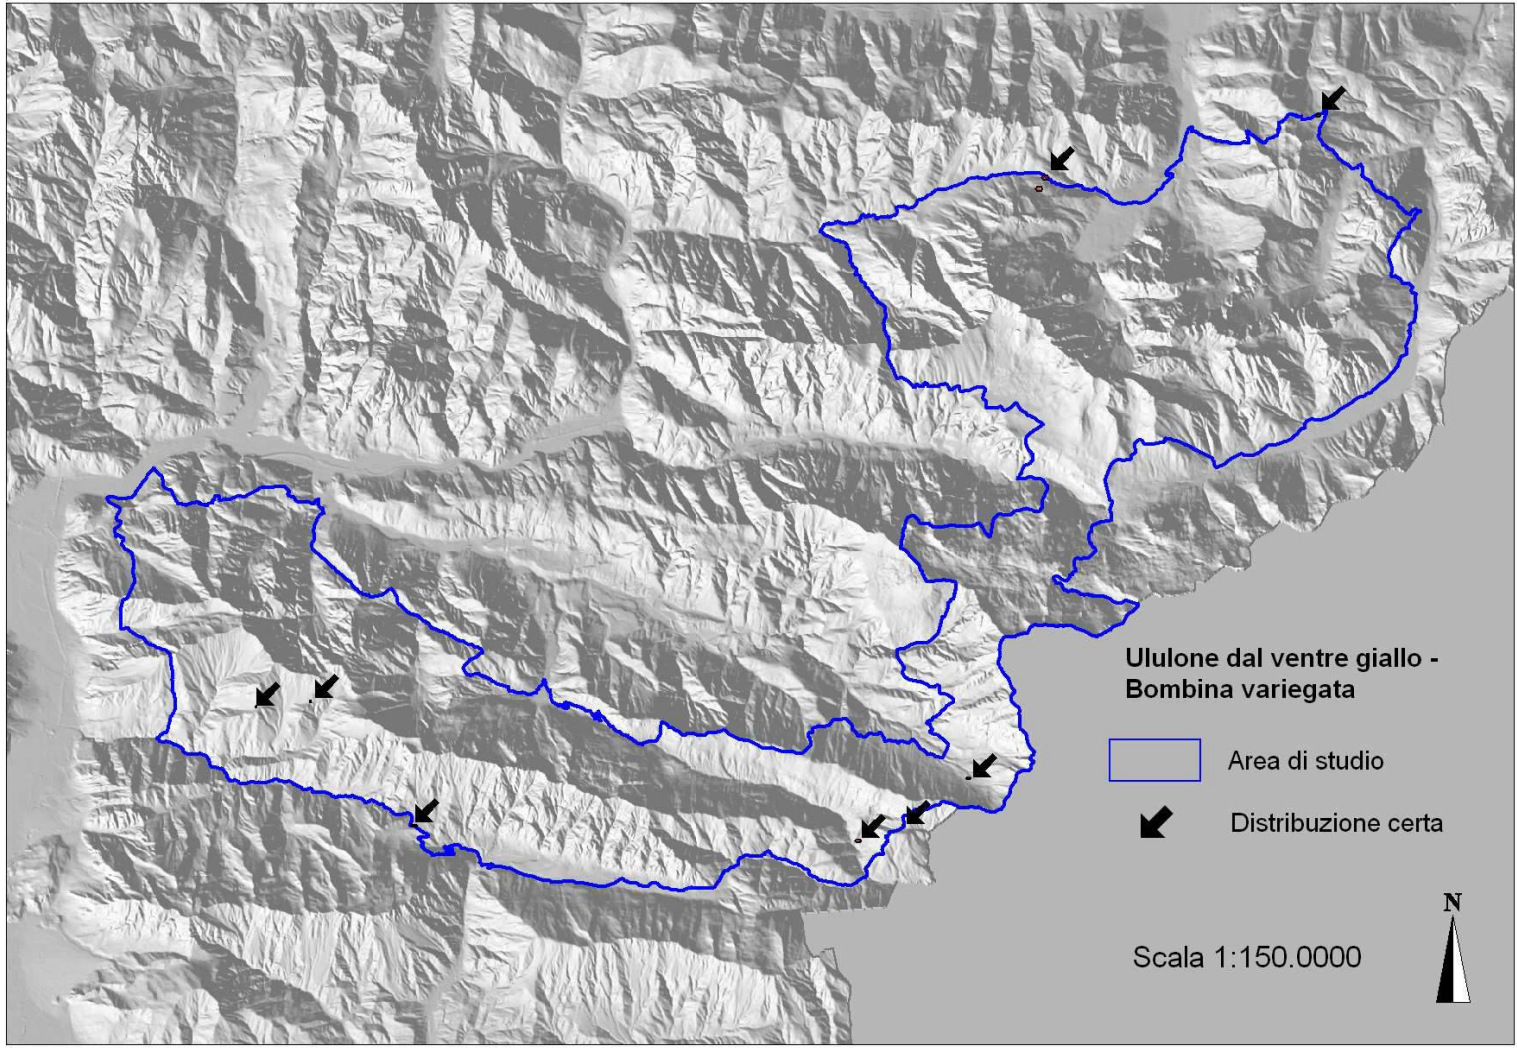 Ululone dal ventre giallo -
Bombina variegata
Area di studio
Distribuzione certa
N
Scala 1:150.0000